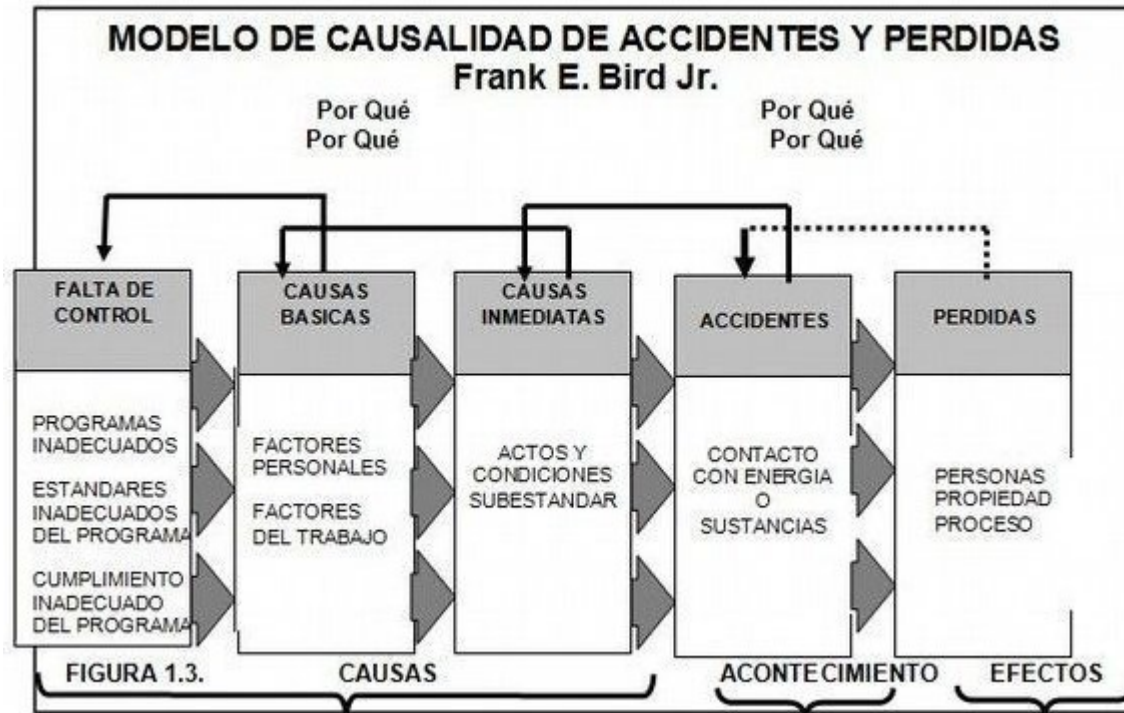 MODELO DE CAUSALIDAD DE ACCIDENTES Y PERDIDAS
Frank E. Bird Jr.
Por Qué
Por Qué
Por Qué
Por Qué
FALTA DE
CONTROL
PROGRAMAS
INADECUADOS
ESTANDARES
INADECUADOS
DEL PROGRAMA
CUMPLIMIENTO
INADECUADO
DEL PROGRAMA
CAUSAS
BASICAS
FACTORES
PERSONALES
FACTORES
DEL TRABAJO
CAUSAS
INMEDIATAS
ACTOS Y
CONDICIONES
SUBESTANDAR
ACCIDENTES
CONTACTO
CON ENERGIA
O
SUSTANCIAS
PERDIDAS
PERSONAS
PROPIEDAD
PROCESO
FIGURA 1.3.
CAUSAS
ACONTECIMIENTO
EFECTOS